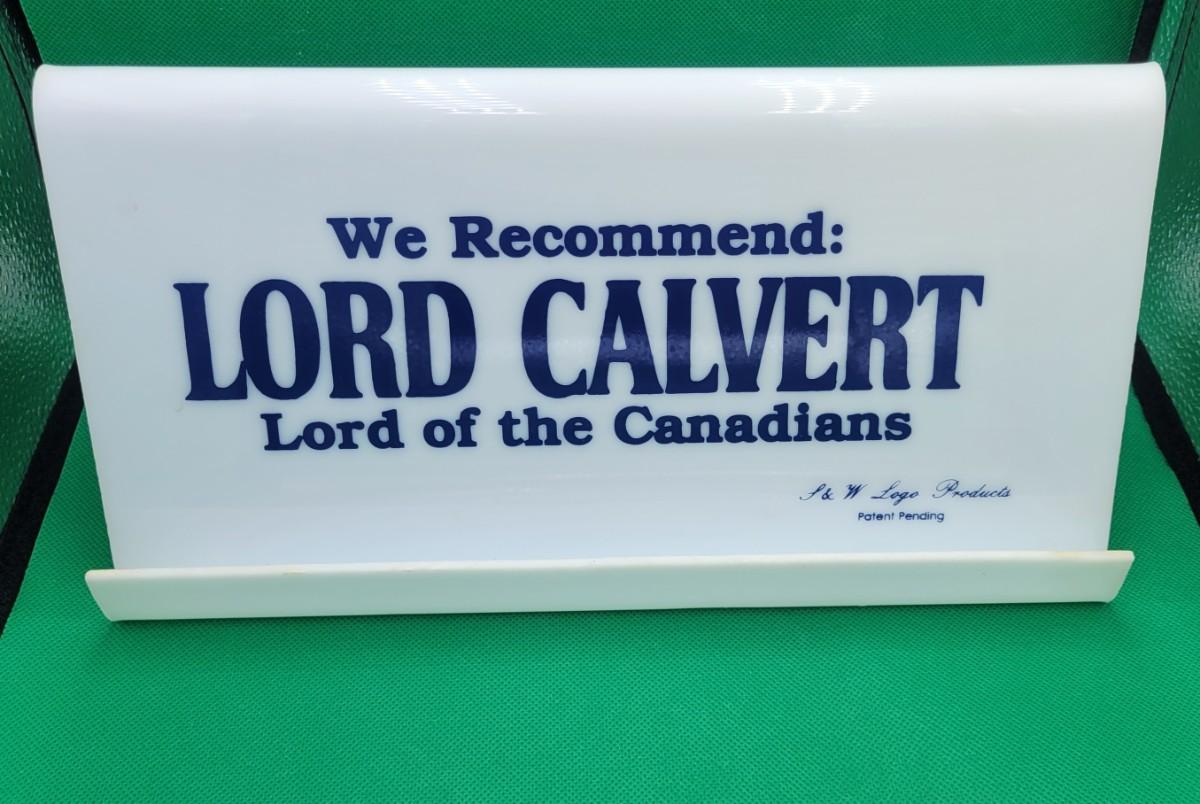 We Recommend:
LORD CALVERT
Lord of the Canadians
S & W Logo Products
Patent Pending